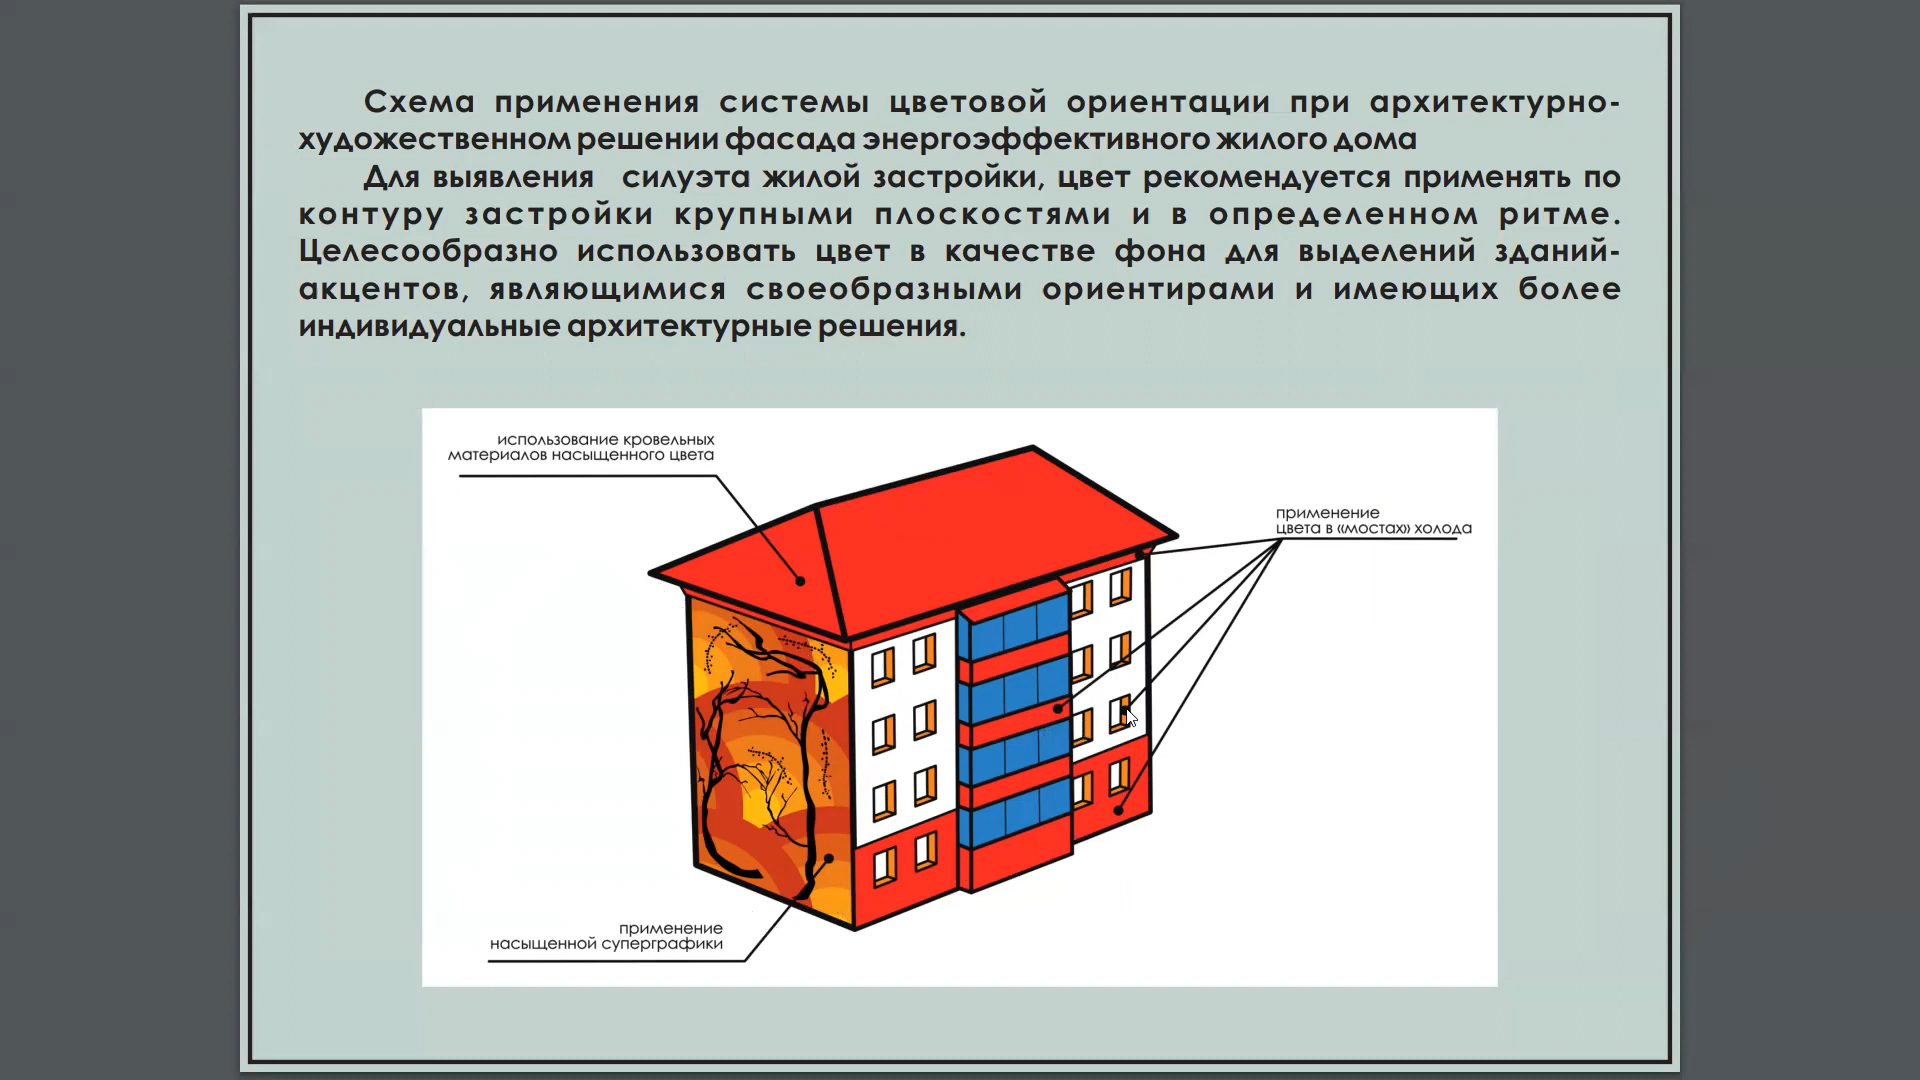 Схема применения системы цветовой ориентации при архитектурно-
художественном решении фасада энергоэффективного жилого дома
Для выявления силуэта жилой застройки, цвет рекомендуется применять по
контуру застройки крупными плоскостями и в определенном ритме.
Целесообразно использовать цвет в качестве фона для выделений зданий-
акцентов, являющимися своеобразными ориентирами и имеющих более
индивидуальные архитектурные решения.
использование кровельных
материалов насыщенного цвета
применение
цвета в «мостах» холода
применение
насыщенной суперграфики